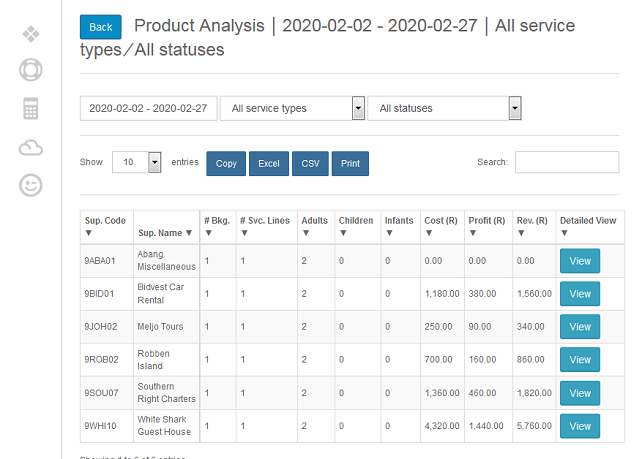 Back Product Analysis | 2020-02-02 - 2020-02-27 | All service
types/All statuses
2020-02-02 - 2020-02-27 All service types All statuses
Show 10 entries Copy Excel CSV Print Search:
Sup. Code Sup. Name ▼ # Bkg. # Svc. Lines Adults Children Infants Cost (R) Profit (R) Rev. (R) Detailed View
▼ ▼ ▼ ▼ ▼ ▼ ▼ ▼ ▼ ▼
9ABA01 Abang
Miscellaneous 1 1 2 0 0 0.00 0.00 0.00 View
9BID01 Bidvest Car
Rental 1 1 2 0 0 1,180.00 380.00 1,560.00 View
9JOH02 Meljo Tours 1 1 2 0 0 250.00 90.00 340.00 View
9ROB02 Robben
Island 1 1 2 0 0 700.00 160.00 860.00 View
9SOU07 Southern
Right Charters 1 1 2 0 0 1,360.00 460.00 1,820.00 View
9WHI10 White Shark
Guest House 1 1 2 0 0 4,320.00 1,440.00 5,760.00 View
Showing 1 to 6 of 6 entries